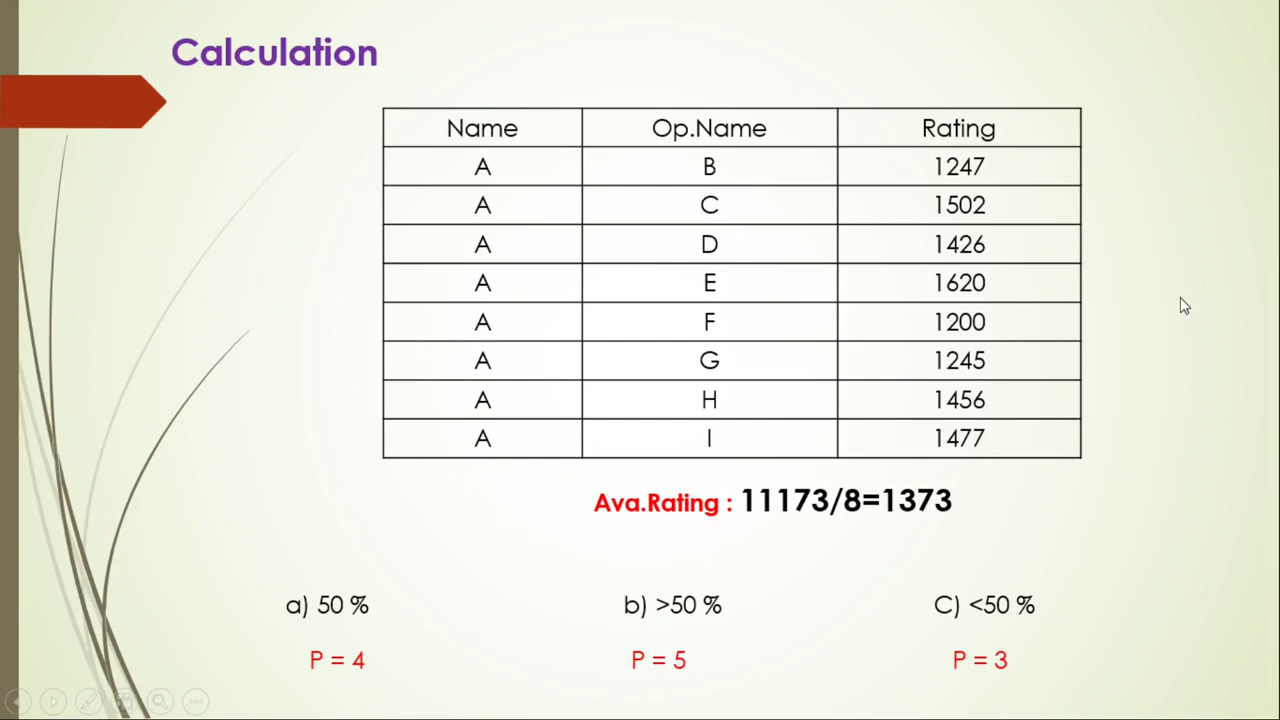 Calculation
Name Op.Name Rating
A B 1247
A C 1502
A D 1426
A E 1620
A F 1200
A G 1245
A H 1456
A I 1477
Ava.Rating : 11173/8=1373
a) 50 % b) >50 % C) <50 %
P = 4 P = 5 P = 3